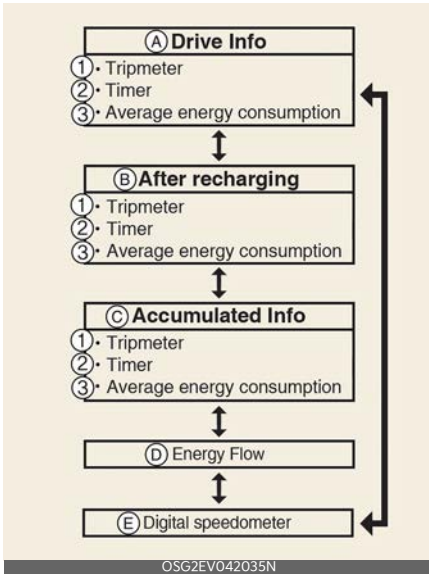 Ⓐ Drive Info
① · Tripmeter
② · Timer
③ · Average energy consumption
Ⓑ After recharging
① · Tripmeter
② · Timer
③ · Average energy consumption
Ⓒ Accumulated Info
① · Tripmeter
② · Timer
③ · Average energy consumption
Ⓓ Energy Flow
Ⓔ Digital speedometer
OSG2EV042035N